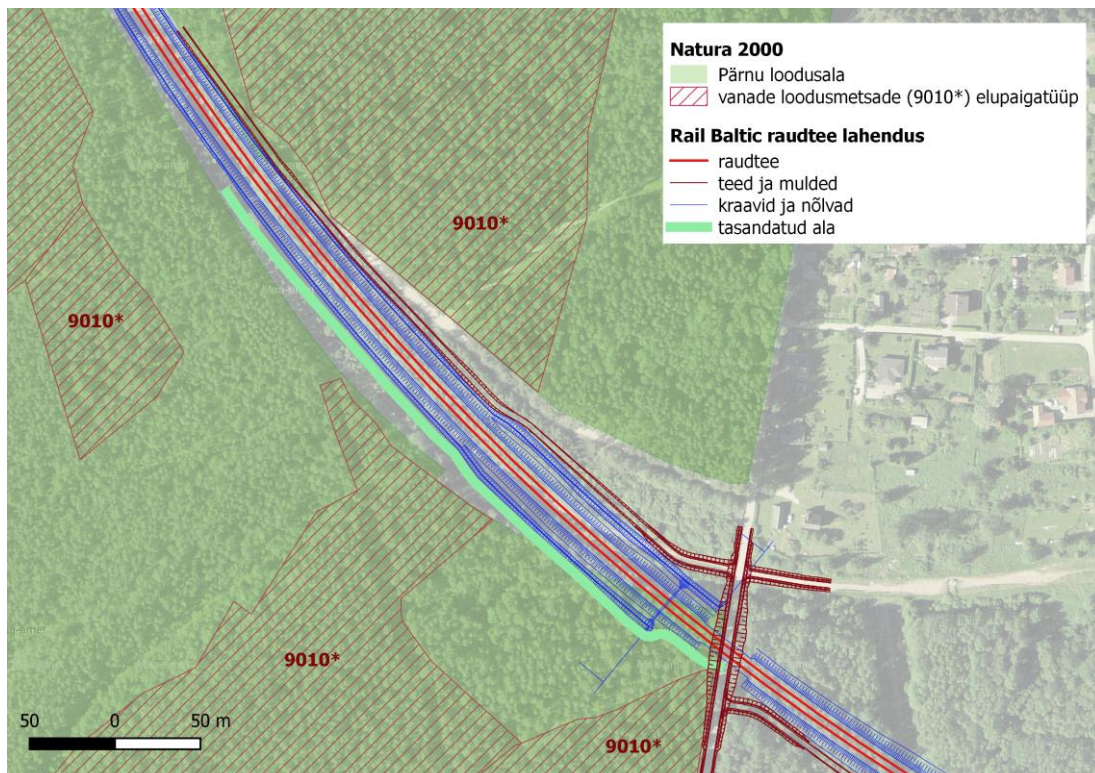 Natura 2000
Pärnu loodusala
vanade loodusmetsade (9010*) elupaigatüüp
Rail Baltic raudtee lahendus
raudtee
teed ja mulded
kraavid ja nõlvad
tasandatud ala
9010*
9010*
9010*
9010*
50 0 50 m